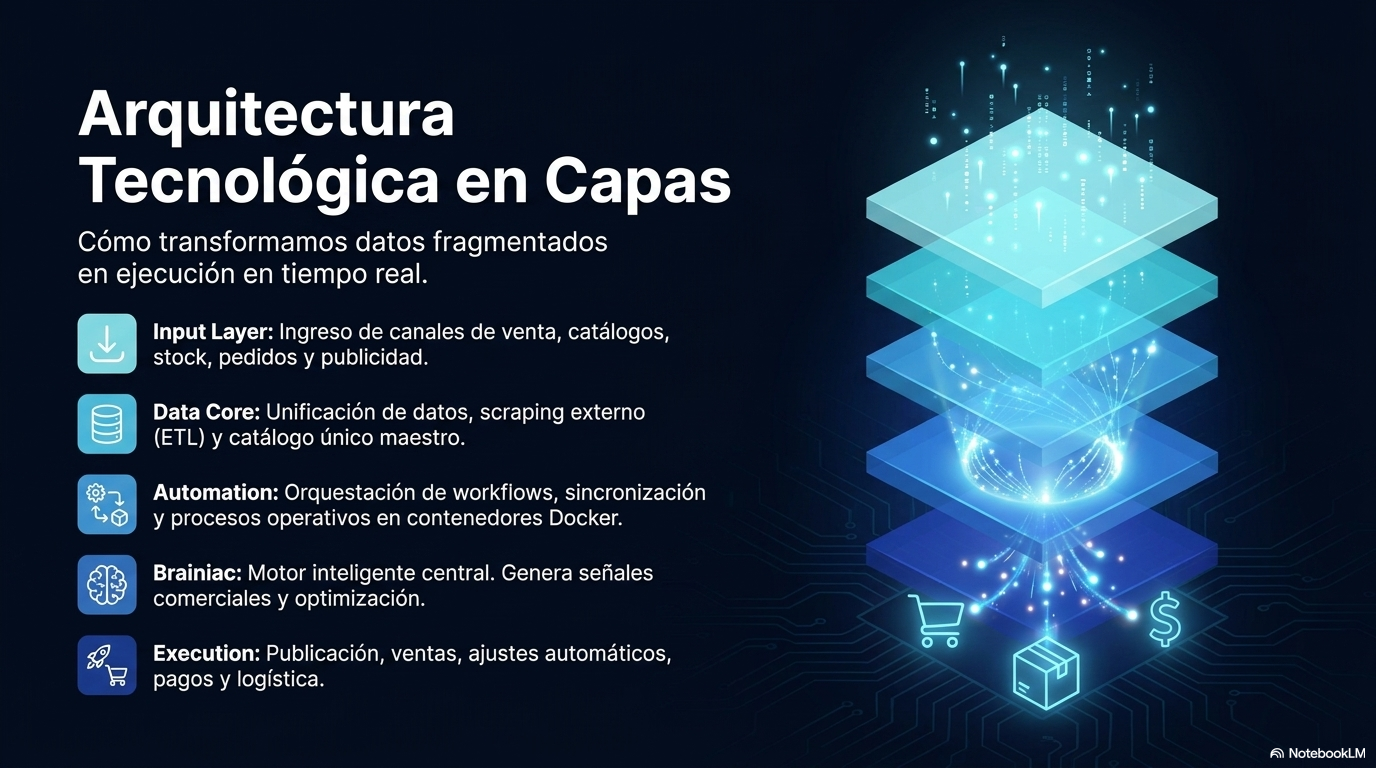 Arquitectura
Tecnológica en Capas
Cómo transformamos datos fragmentados
en ejecución en tiempo real.
Input Layer: Ingreso de canales de venta, catálogos,
stock, pedidos y publicidad.
Data Core: Unificación de datos, scraping externo
(ETL) y catálogo único maestro.
Automation: Orquestación de workflows, sincronización
y procesos operativos en contenedores Docker.
Brainiac: Motor inteligente central. Genera señales
comerciales y optimización.
Execution: Publicación, ventas, ajustes automáticos,
pagos y logística.
$
NotebookLM